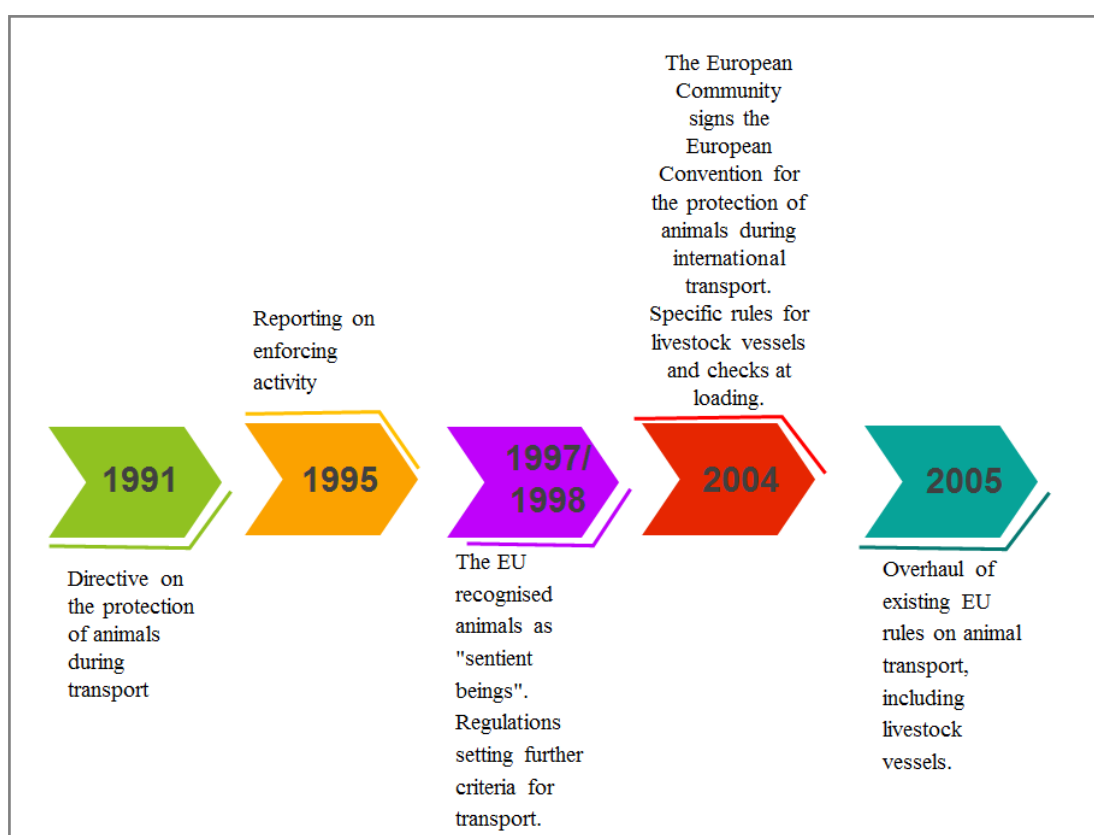 1991
Directive on
the protection
of animals
during
transport
Reporting on
enforcing
activity
1995
1997/
1998
The EU
recognised
animals as
"sentient
beings".
Regulations
setting further
criteria for
transport.
The European
Community
signs the
European
Convention for
the protection of
animals during
international
transport.
Specific rules for
livestock vessels
and checks at
loading.
2004
2005
Overhaul of
existing EU
rules on animal
transport,
including
livestock
vessels.